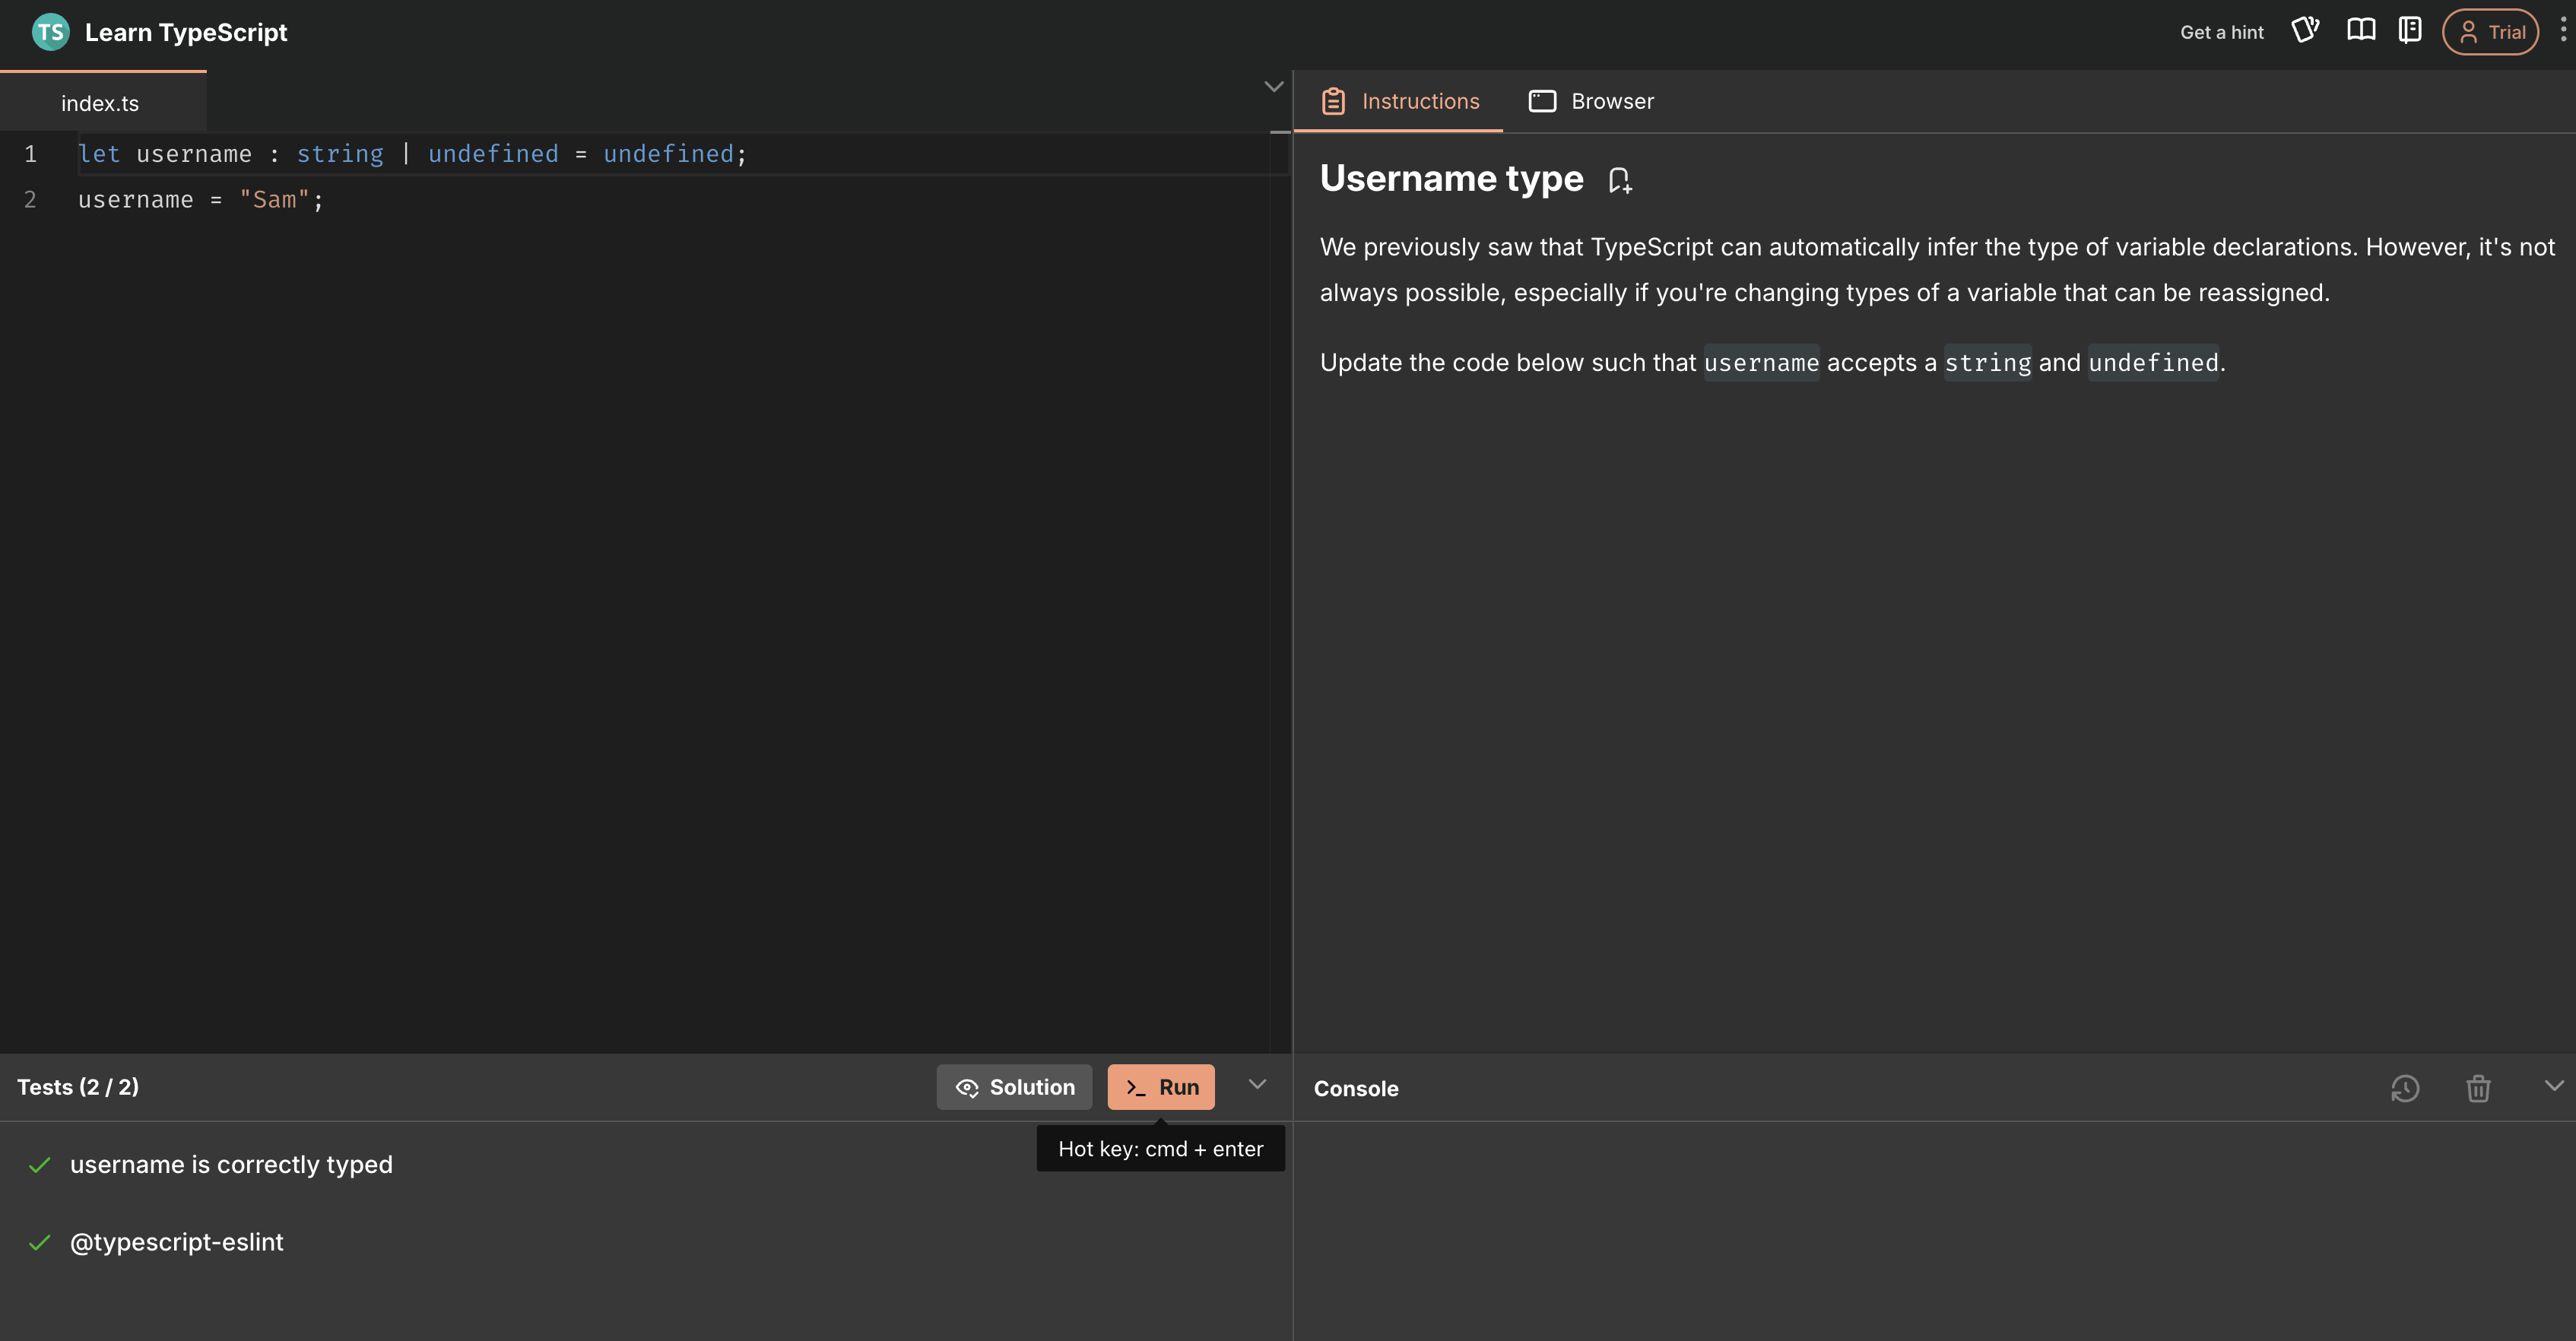 TS Learn TypeScript
Get a hint
Trial
index.ts
1 let username : string | undefined = undefined;
2 username = "Sam";
Instructions
Browser
Username type
We previously saw that TypeScript can automatically infer the type of variable declarations. However, it's not
always possible, especially if you're changing types of a variable that can be reassigned.
Update the code below such that username accepts a string and undefined.
Tests (2 / 2)
Solution
>_ Run
Hot key: cmd + enter
username is correctly typed
@typescript-eslint
Console